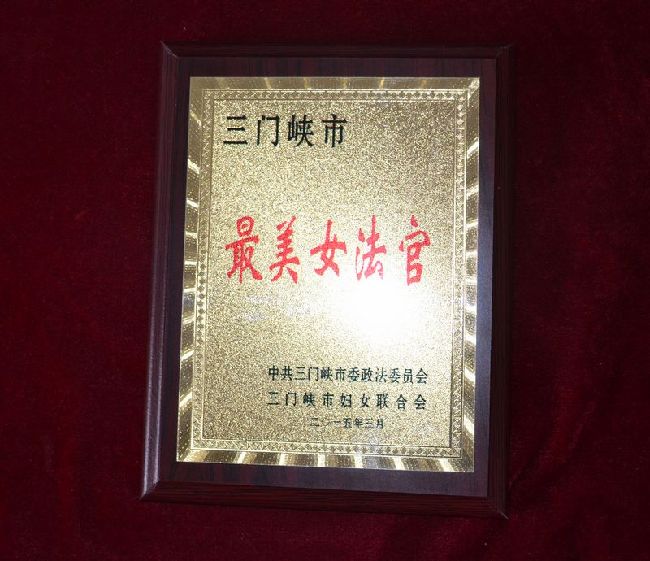 三门峡市
最美女法官
中共三门峡市委政法委员会
三门峡市妇女联合会
二〇一五年三月